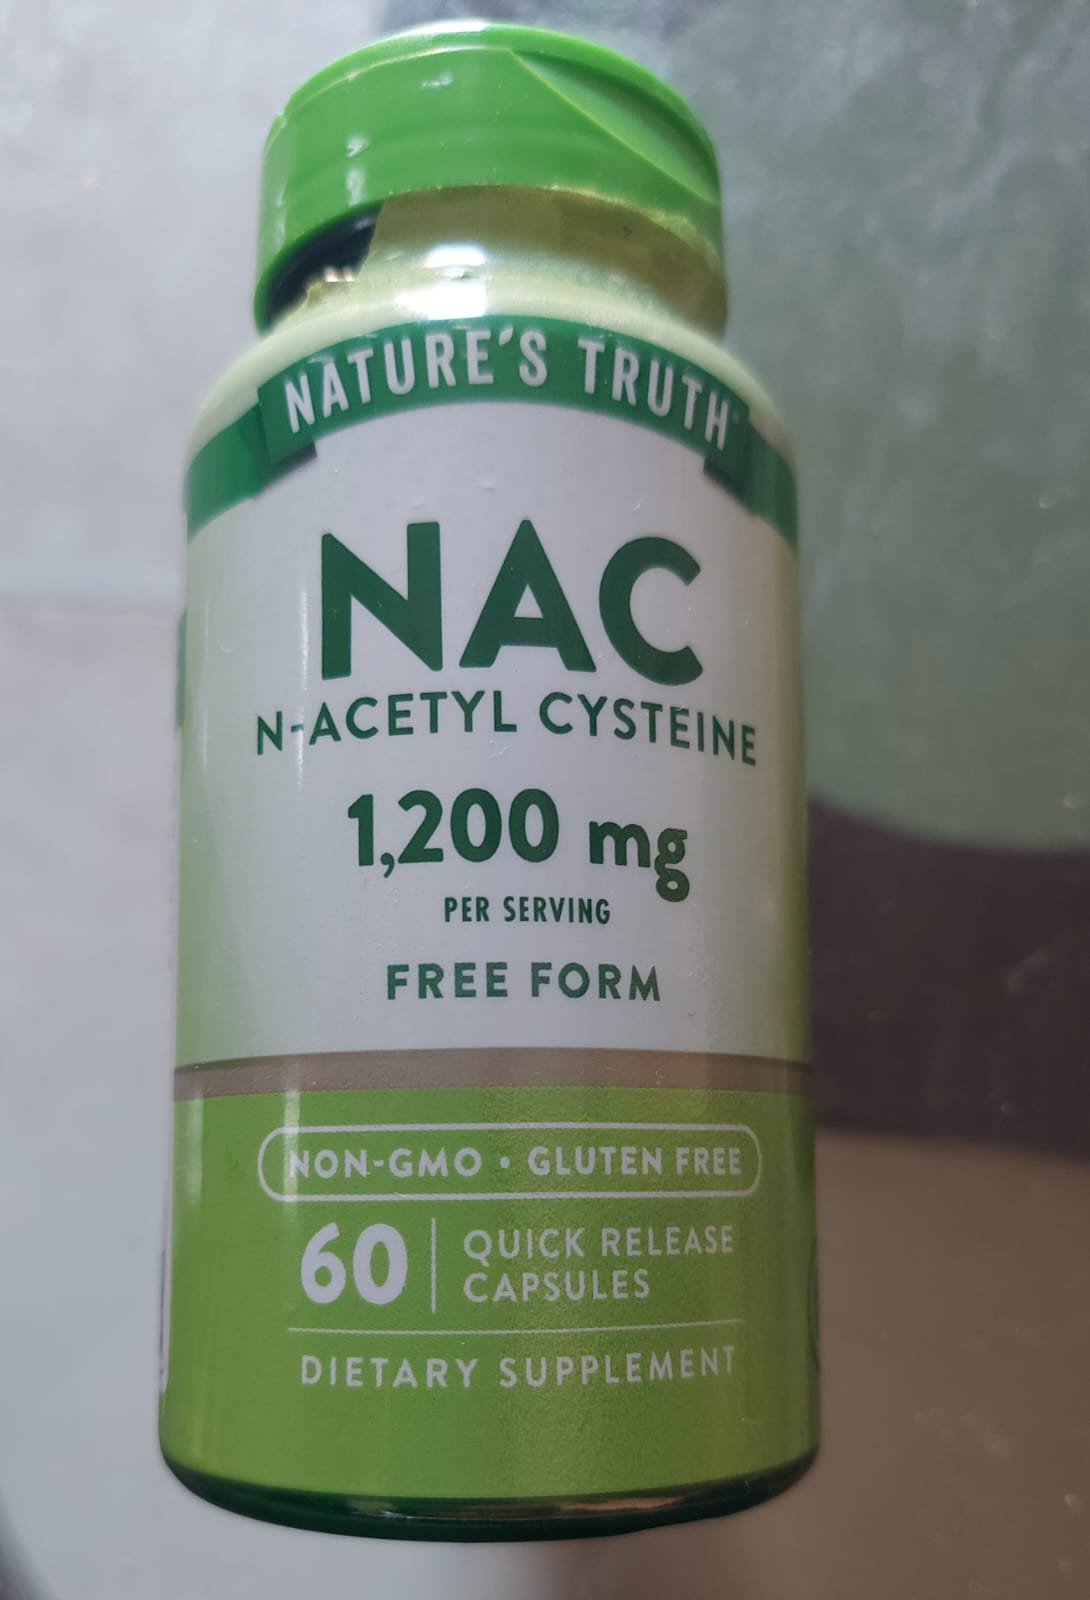 NATURE'S TRUTH
NAC
N-ACETYL CYSTEINE
1,200 mg
PER SERVING
FREE FORM
NON-GMO • GLUTEN FREE
60
QUICK RELEASE
CAPSULES
DIETARY SUPPLEMENT